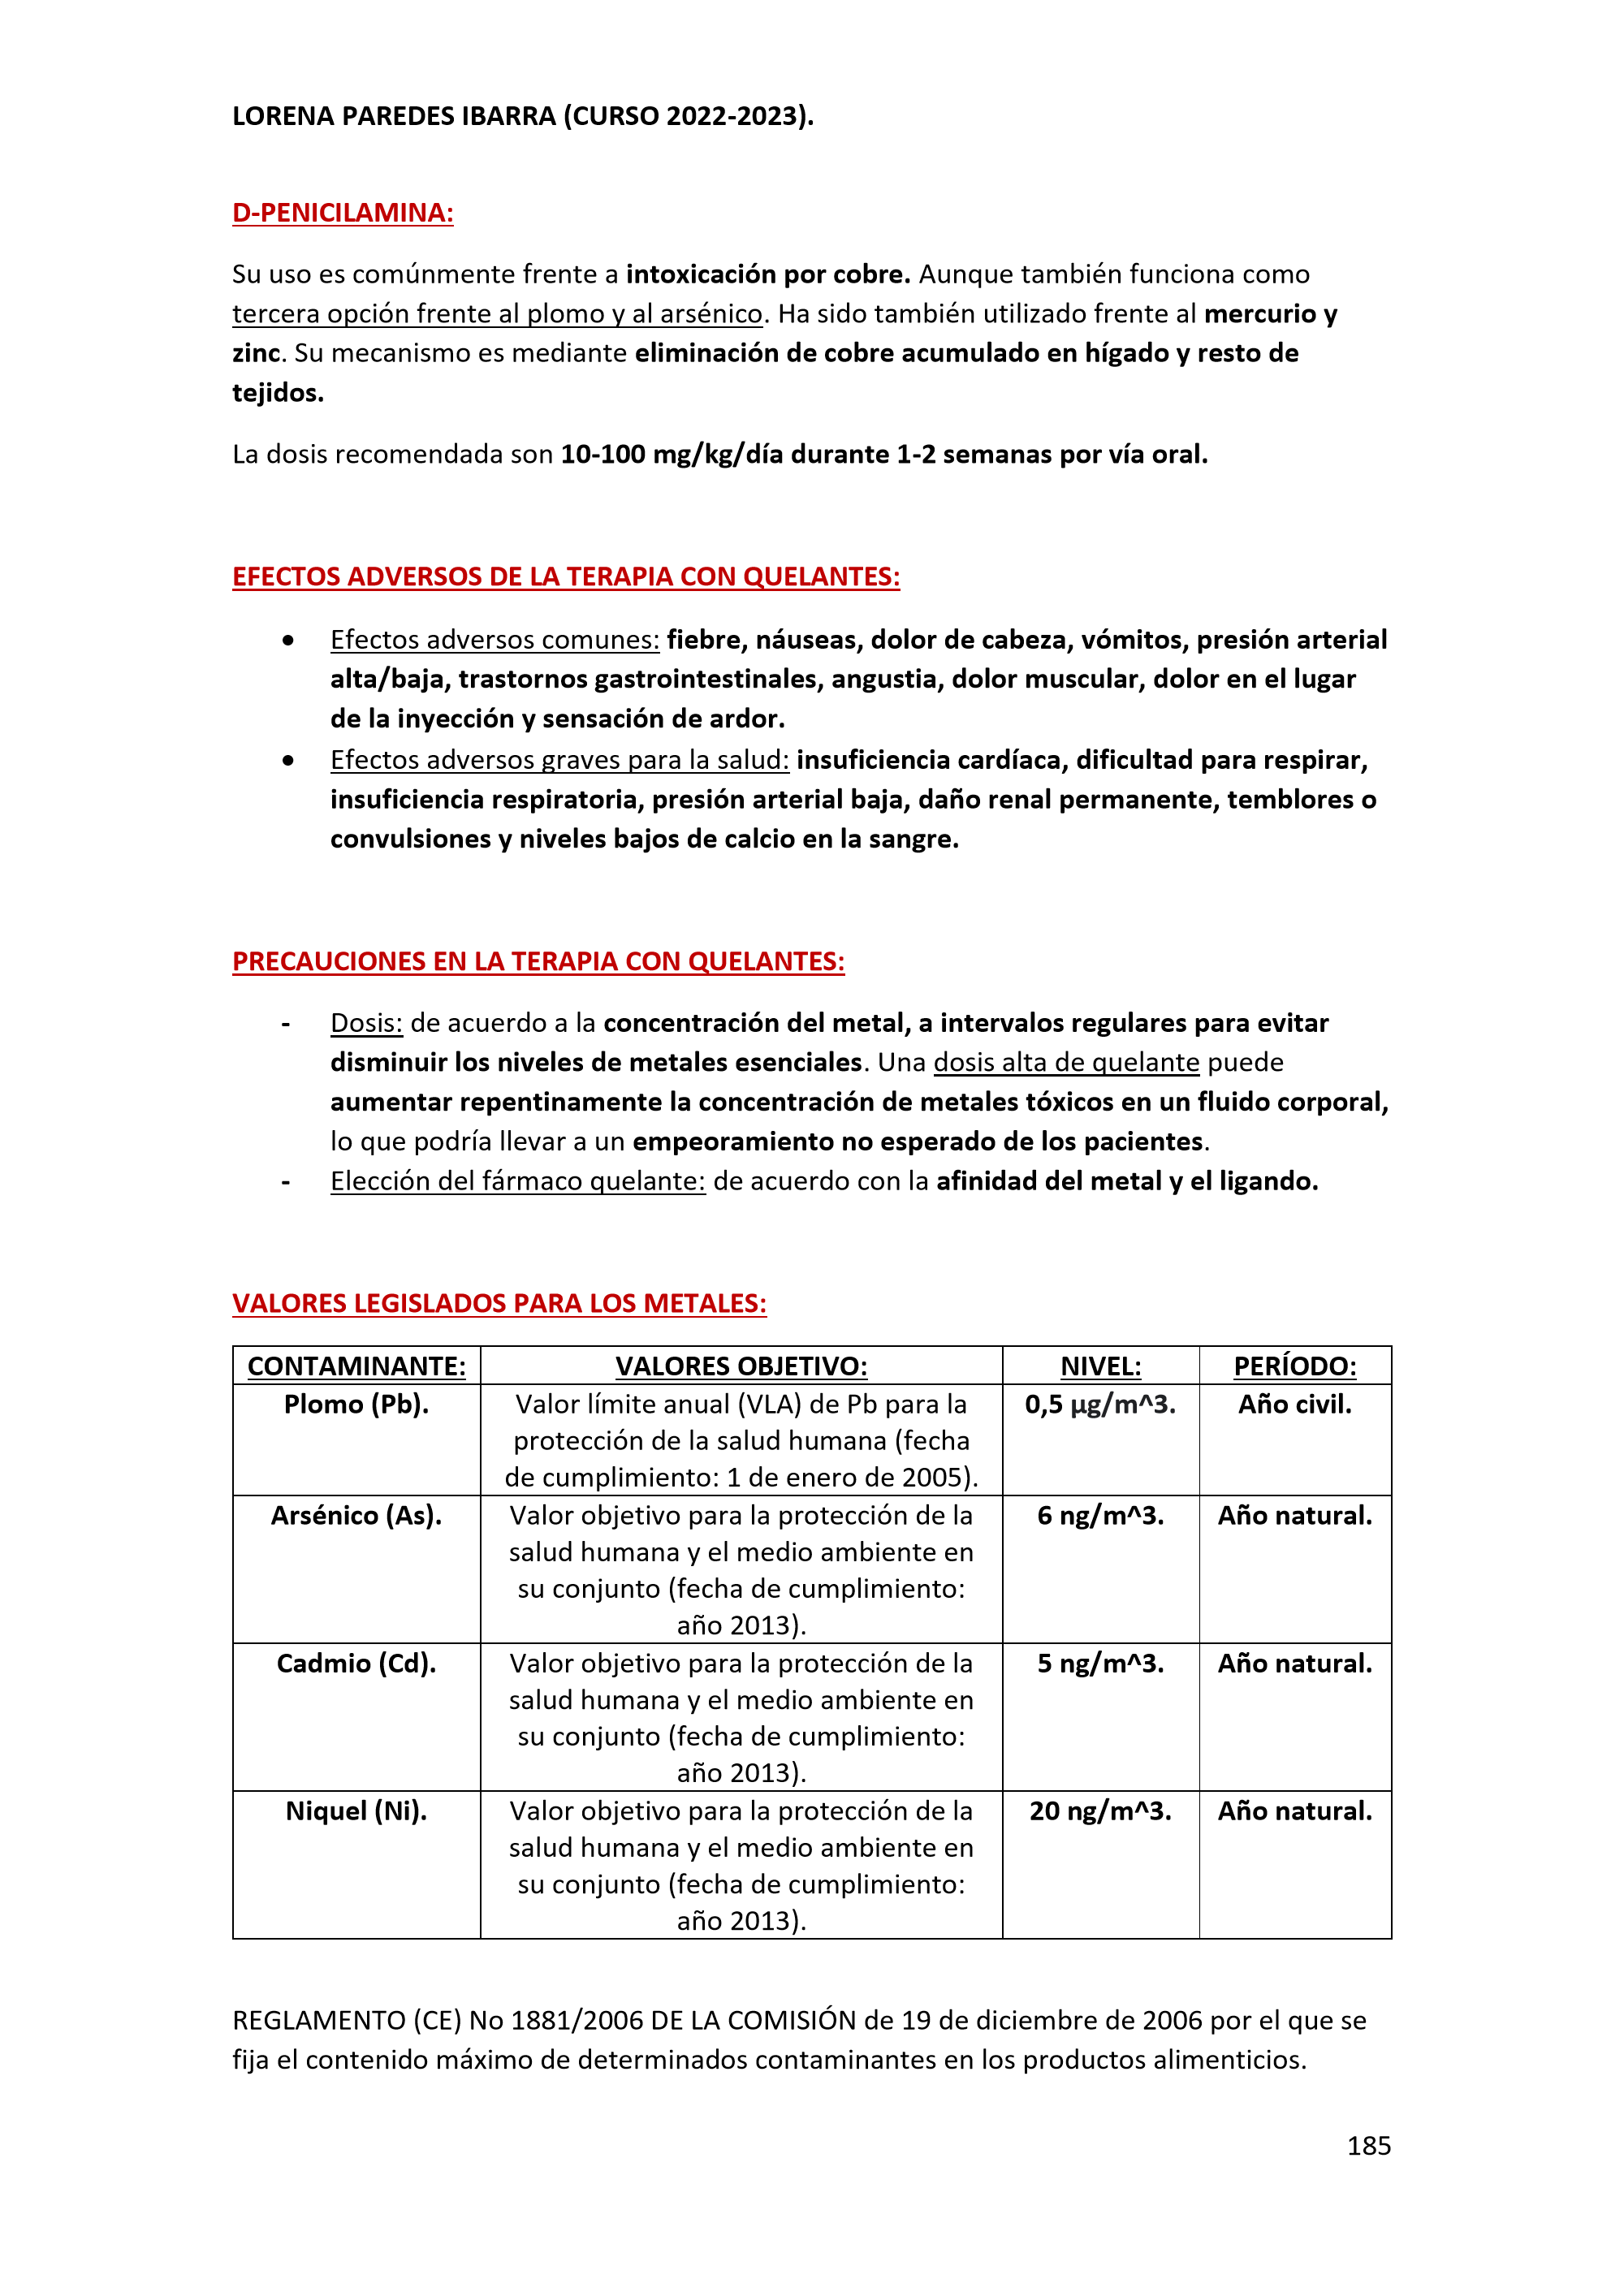 LORENA PAREDES IBARRA (CURSO 2022-2023).
D-PENICILAMINA:
Su uso es comúnmente frente a intoxicación por cobre. Aunque también funciona como
tercera opción frente al plomo y al arsénico. Ha sido también utilizado frente al mercurio y
zinc. Su mecanismo es mediante eliminación de cobre acumulado en hígado y resto de
tejidos.
La dosis recomendada son 10-100 mg/kg/día durante 1-2 semanas por vía oral.
EFECTOS ADVERSOS DE LA TERAPIA CON QUELANTES:
• Efectos adversos comunes: fiebre, náuseas, dolor de cabeza, vómitos, presión arterial
alta/baja, trastornos gastrointestinales, angustia, dolor muscular, dolor en el lugar
de la inyección y sensación de ardor.
• Efectos adversos graves para la salud: insuficiencia cardíaca, dificultad para respirar,
insuficiencia respiratoria, presión arterial baja, daño renal permanente, temblores o
convulsiones y niveles bajos de calcio en la sangre.
PRECAUCIONES EN LA TERAPIA CON QUELANTES:
- Dosis: de acuerdo a la concentración del metal, a intervalos regulares para evitar
disminuir los niveles de metales esenciales. Una dosis alta de quelante puede
aumentar repentinamente la concentración de metales tóxicos en un fluido corporal,
lo que podría llevar a un empeoramiento no esperado de los pacientes.
- Elección del fármaco quelante: de acuerdo con la afinidad del metal y el ligando.
VALORES LEGISLADOS PARA LOS METALES:
CONTAMINANTE: VALORES OBJETIVO: NIVEL: PERÍODO:
Plomo (Pb). Valor límite anual (VLA) de Pb para la 0,5 µg/m^3. Año civil.
protección de la salud humana (fecha
de cumplimiento: 1 de enero de 2005).
Arsénico (As). Valor objetivo para la protección de la 6 ng/m^3. Año natural.
salud humana y el medio ambiente en
su conjunto (fecha de cumplimiento:
año 2013).
Cadmio (Cd). Valor objetivo para la protección de la 5 ng/m^3. Año natural.
salud humana y el medio ambiente en
su conjunto (fecha de cumplimiento:
año 2013).
Niquel (Ni). Valor objetivo para la protección de la 20 ng/m^3. Año natural.
salud humana y el medio ambiente en
su conjunto (fecha de cumplimiento:
año 2013).
REGLAMENTO (CE) No 1881/2006 DE LA COMISIÓN de 19 de diciembre de 2006 por el que se
fija el contenido máximo de determinados contaminantes en los productos alimenticios.
185